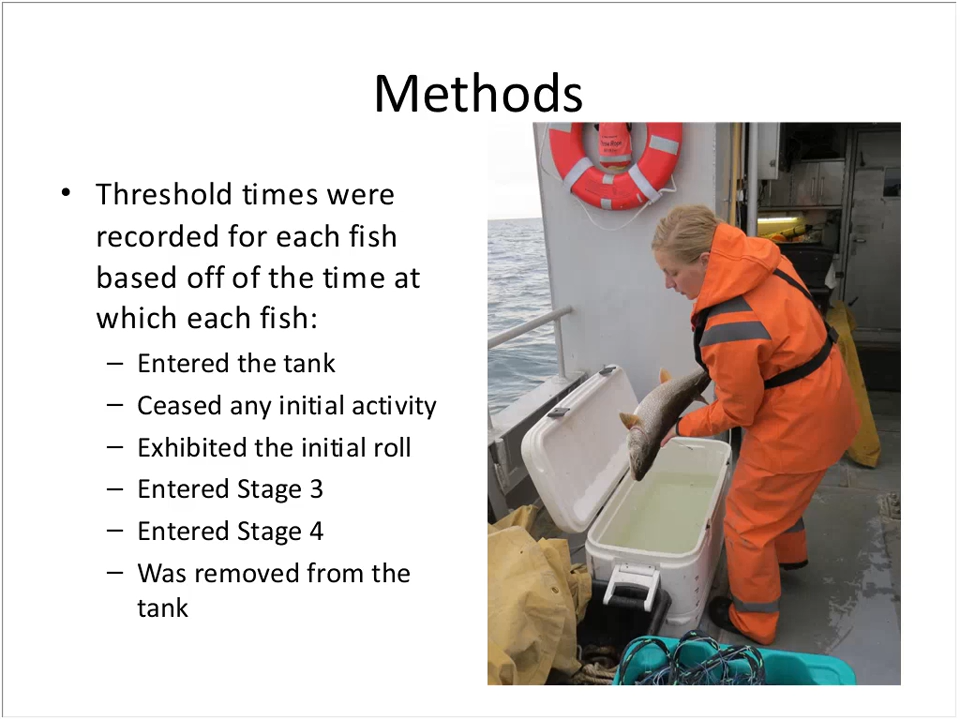 Methods
• Threshold times were
recorded for each fish
based off of the time at
which each fish:
– Entered the tank
– Ceased any initial activity
– Exhibited the initial roll
– Entered Stage 3
– Entered Stage 4
– Was removed from the
tank